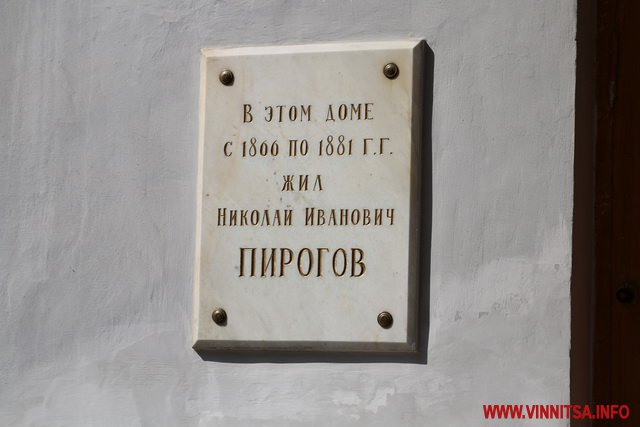 В ЭТОМ ДОМЕ
С 1866 ПО 1881 Г.Г.
ЖИЛ
НИКОЛАЙ ИВАНОВИЧ
ПИРОГОВ
WWW.VINNITSA.INFO